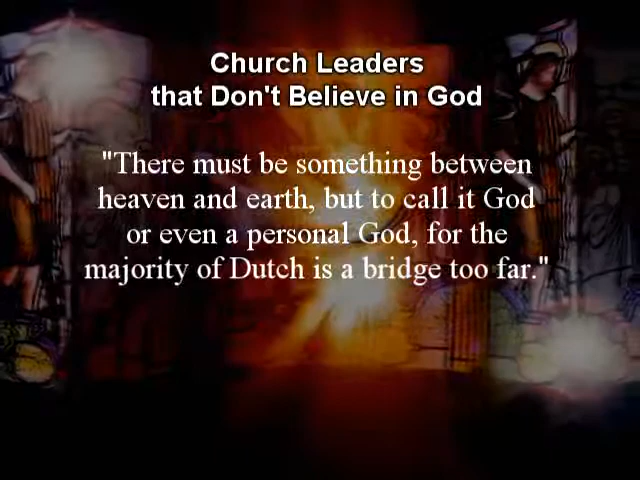 Church Leaders
that Don't Believe in God
"There must be something between
heaven and earth, but to call it God
or even a personal God, for the
majority of Dutch is a bridge too far."